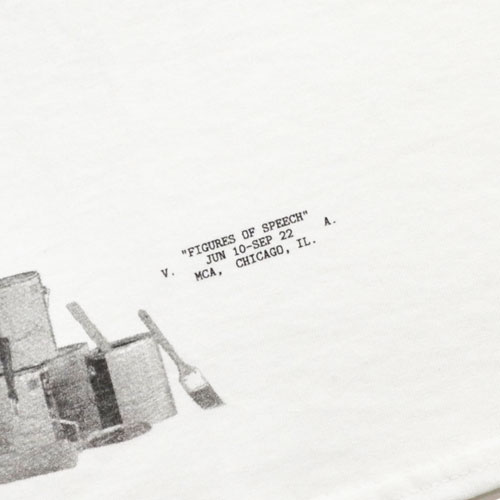 "FIGURES OF SPEECH"
JUN 10-SEP 22
V. MCA, CHICAGO, IL. A.